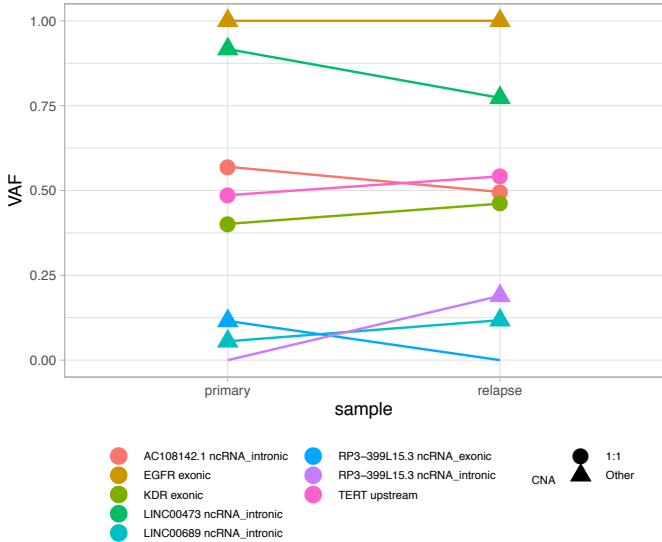 1.00
0.75
0.50
0.25
0.00
VAF
primary relapse
sample
AC108142.1 ncRNA_intronic
EGFR exonic
KDR exonic
LINC00473 ncRNA_intronic
LINC00689 ncRNA_intronic
RP3−399L15.3 ncRNA_exonic
RP3−399L15.3 ncRNA_intronic
TERT upstream
CNA
1:1
Other